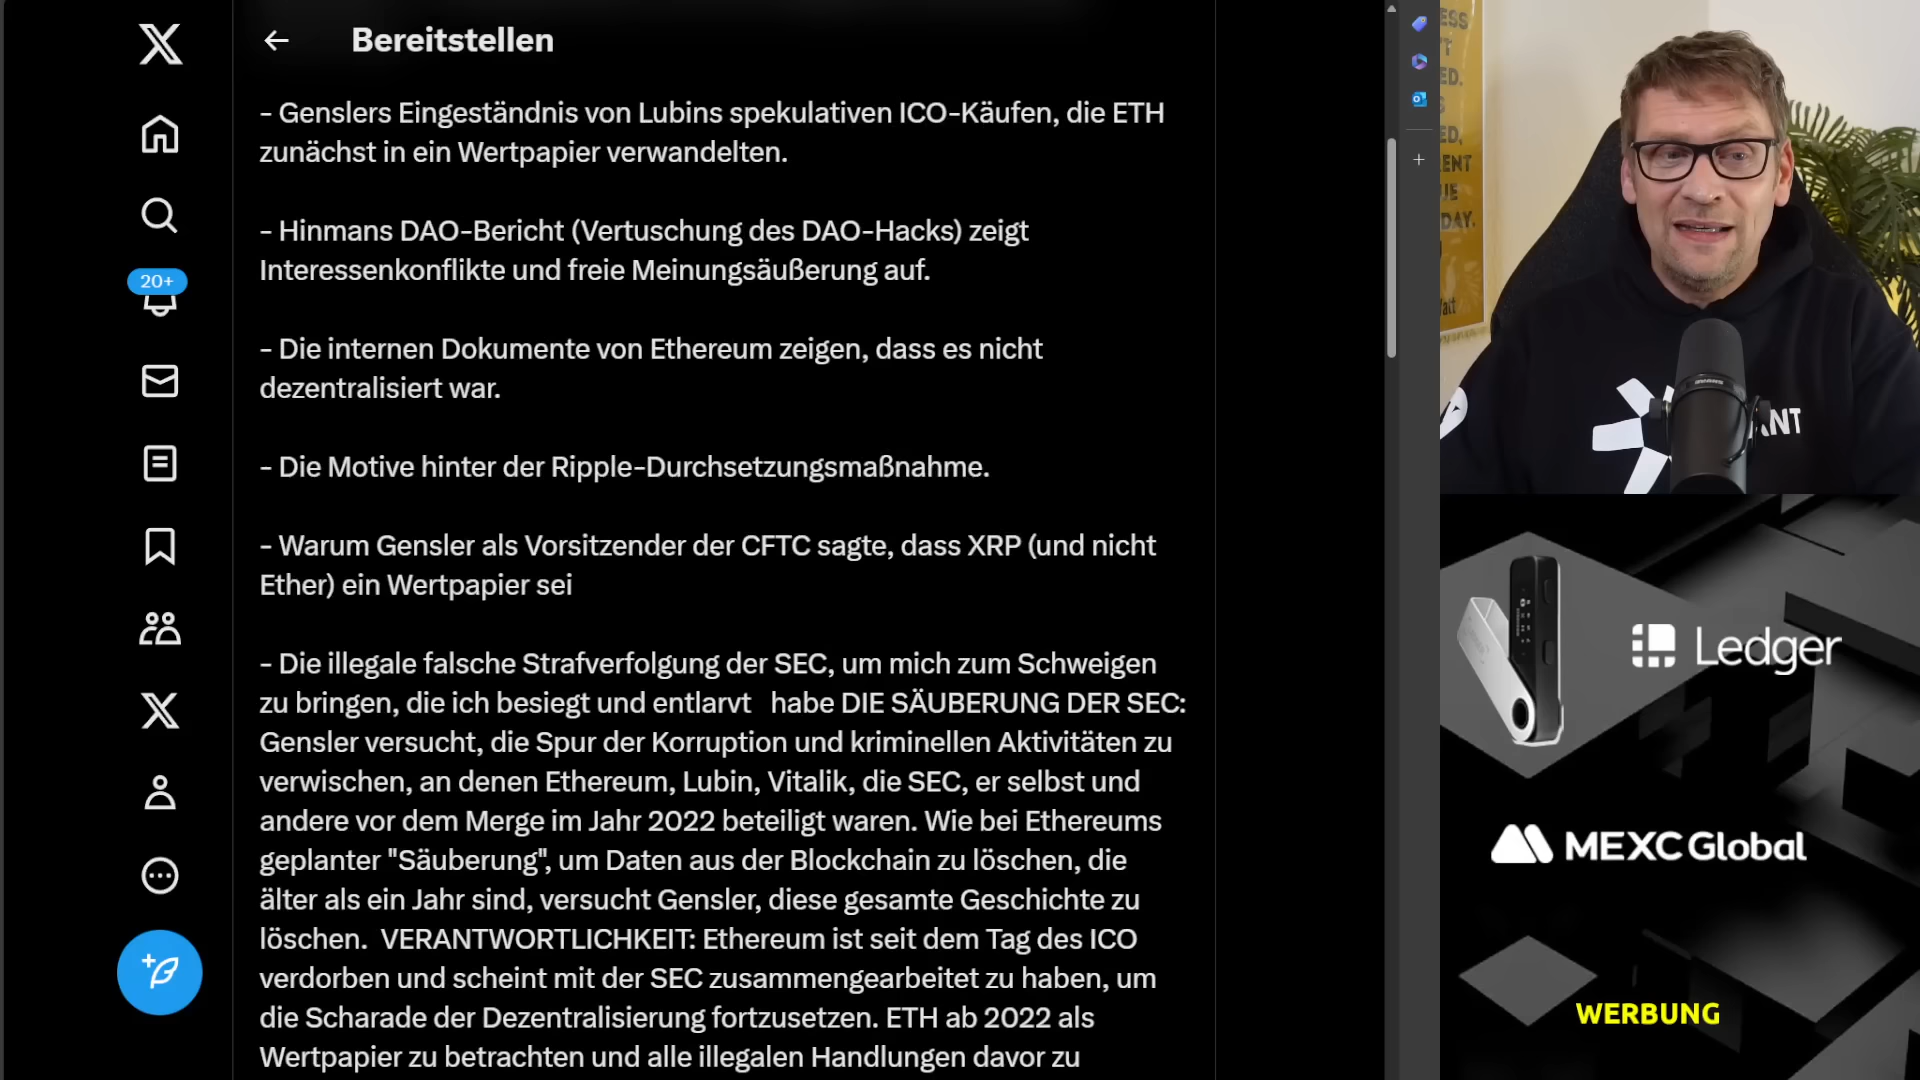 Bereitstellen
– Genslers Eingeständnis von Lubins spekulativen ICO-Käufen, die ETH
zunächst in ein Wertpapier verwandelten.
– Hinmans DAO-Bericht (Vertuschung des DAO-Hacks) zeigt
Interessenkonflikte und freie Meinungsäußerung auf.
– Die internen Dokumente von Ethereum zeigen, dass es nicht
dezentralisiert war.
– Die Motive hinter der Ripple-Durchsetzungsmaßnahme.
– Warum Gensler als Vorsitzender der CFTC sagte, dass XRP (und nicht
Ether) ein Wertpapier sei
– Die illegale falsche Strafverfolgung der SEC, um mich zum Schweigen
zu bringen, die ich besiegt und entlarvt habe DIE SÄUBERUNG DER SEC:
Gensler versucht, die Spur der Korruption und kriminellen Aktivitäten zu
verwischen, an denen Ethereum, Lubin, Vitalik, die SEC, er selbst und
andere vor dem Merge im Jahr 2022 beteiligt waren. Wie bei Ethereums
geplanter "Säuberung", um Daten aus der Blockchain zu löschen, die
älter als ein Jahr sind, versucht Gensler, diese gesamte Geschichte zu
löschen. VERANTWORTLICHKEIT: Ethereum ist seit dem Tag des ICO
verdorben und scheint mit der SEC zusammengearbeitet zu haben, um
die Scharade der Dezentralisierung fortzusetzen. ETH ab 2022 als
Wertpapier zu betrachten und alle illegalen Handlungen davor zu
20+
ESS
T
ED.
S
ED,
ENT
UE
DAY.
att
ANT
Ledger
MEXC Global
WERBUNG